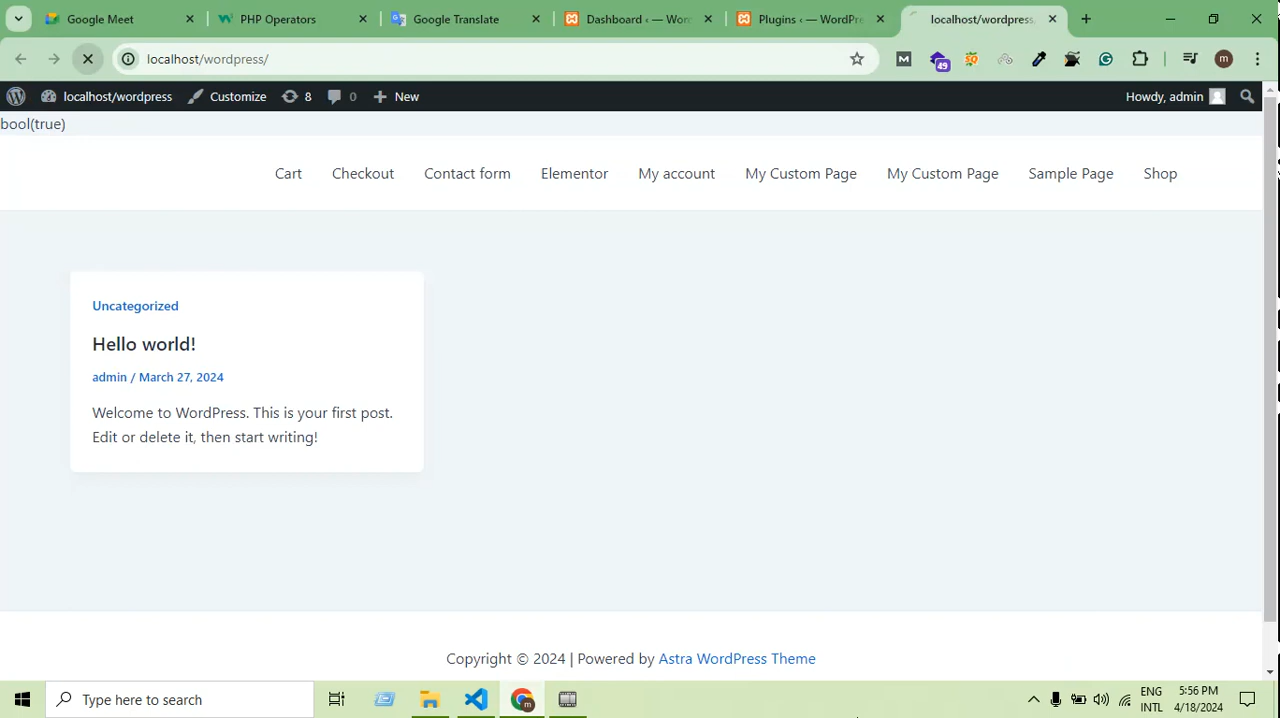 Google Meet
PHP Operators
Google Translate
Dashboard ‹ — Wor
Plugins ‹ — WordPre
localhost/wordpress/
localhost/wordpress/
49
localhost/wordpress
Customize
8
0
New
Howdy, admin
bool(true)
Cart
Checkout
Contact form
Elementor
My account
My Custom Page
My Custom Page
Sample Page
Shop
Uncategorized
Hello world!
admin / March 27, 2024
Welcome to WordPress. This is your first post.
Edit or delete it, then start writing!
Copyright © 2024 | Powered by Astra WordPress Theme
Type here to search
ENG
INTL
5:56 PM
4/18/2024